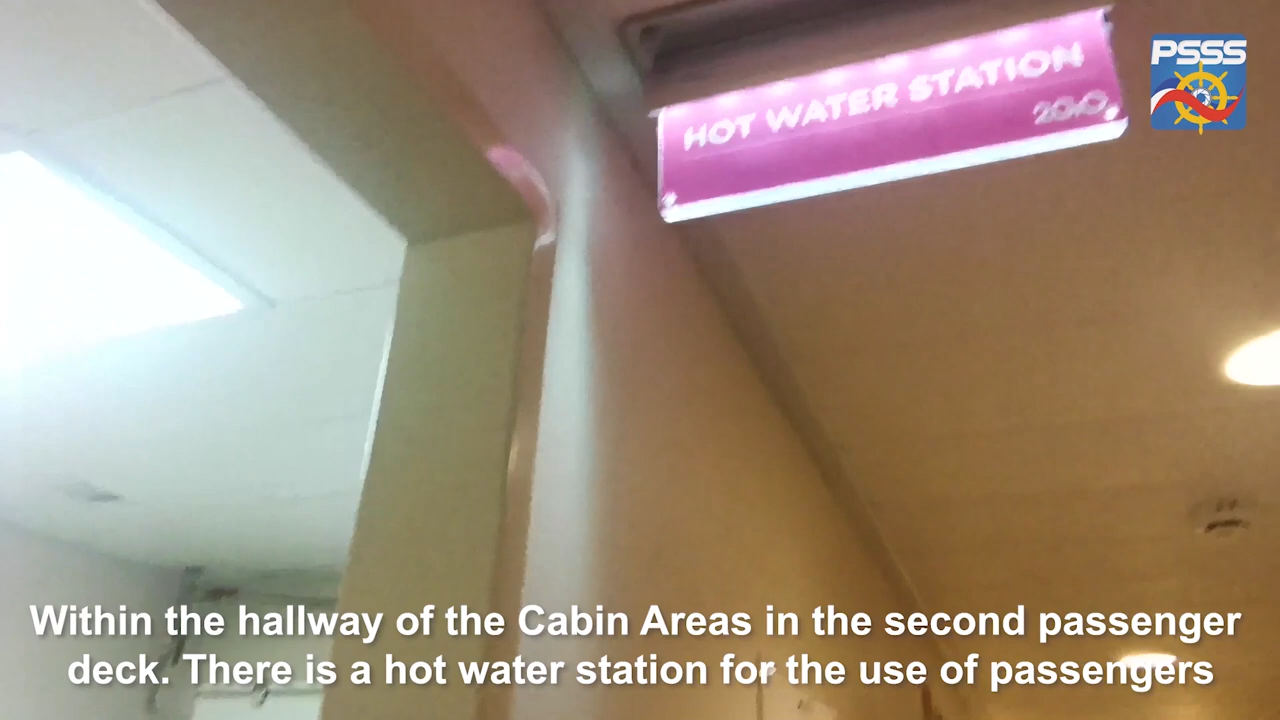 PSSS
HOT WATER STATION
2GO
Within the hallway of the Cabin Areas in the second passenger
deck. There is a hot water station for the use of passengers